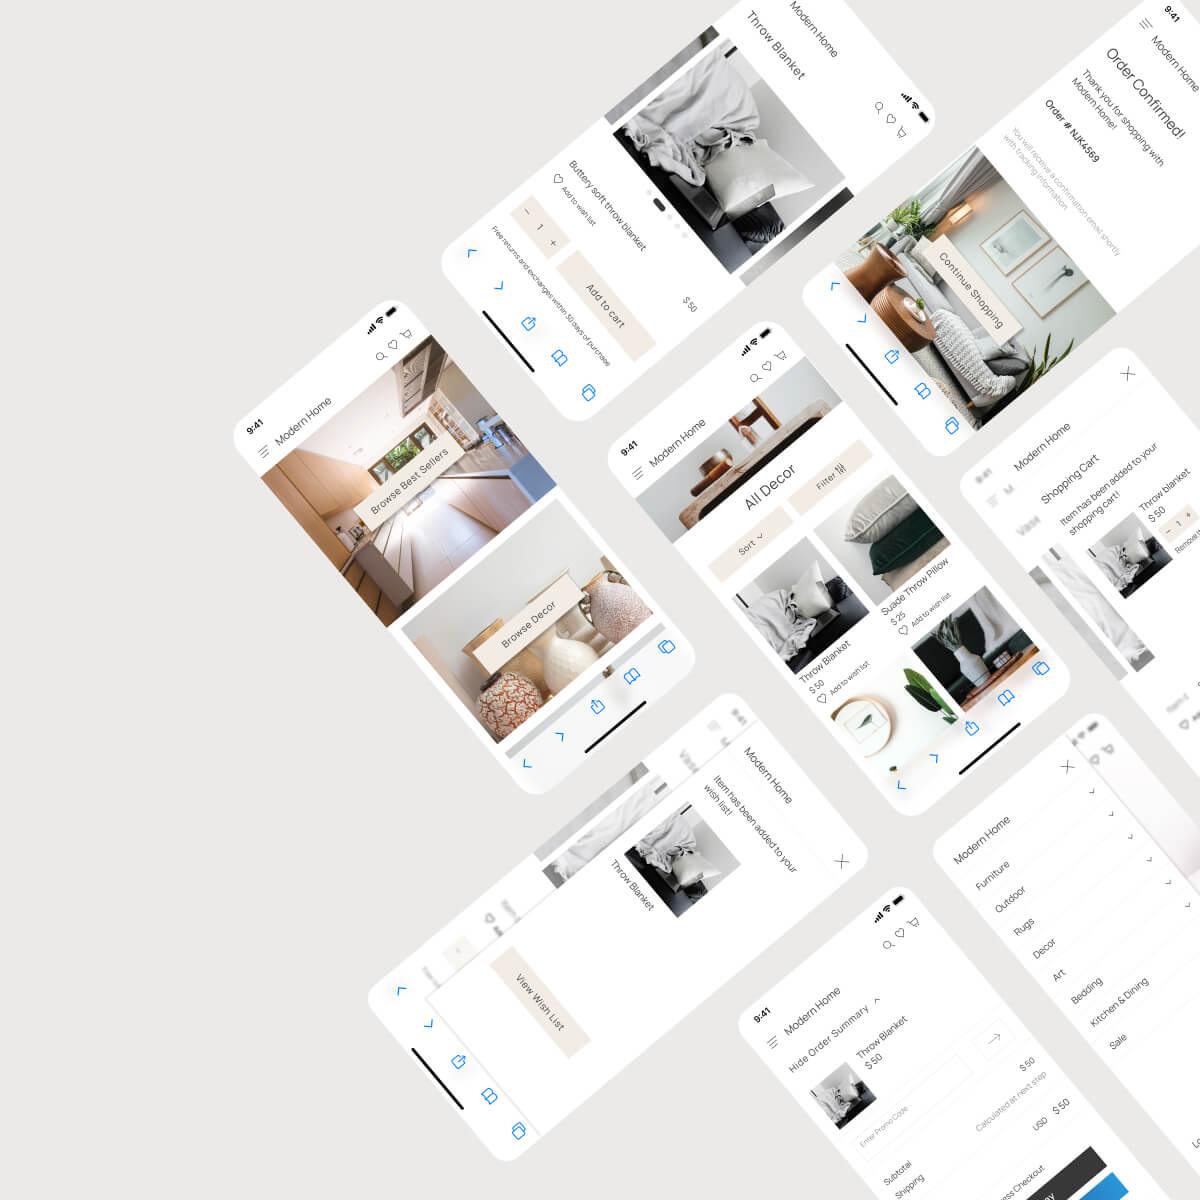 Modern Home
Throw Blanket
Buttery soft throw blanket
Add to wish list
$ 50
− 1 +
Add to cart
Free returns and exchanges within 30 days of purchase
9:41
Modern Home
Order Confirmed!
Thank you for shopping with
Modern Home!
Order # NJK4569
You will receive a confirmation email shortly
with tracking information
Continue Shopping
9:41
Modern Home
Browse Best Sellers
Browse Decor
9:41
Modern Home
All Decor
Sort
Filter
Throw Blanket
$ 50
Add to wish list
Suade Throw Pillow
$ 25
Add to wish list
9:41
M
Vase
Modern Home
Shopping Cart
Item has been added to your
shopping cart!
Throw blanket
$ 50
− 1 +
Item d
9:41
M
Vase
Modern Home
Item has been added to your
wish list!
Throw Blanket
View Wish List
9:41
Modern Home
Hide Order Summary
Throw Blanket
$ 50
Enter Promo Code
Subtotal
$ 50
Shipping
Calculated at next step
USD $ 50
Checkout
Modern Home
Furniture
Outdoor
Rugs
Decor
Art
Bedding
Kitchen & Dining
Sale